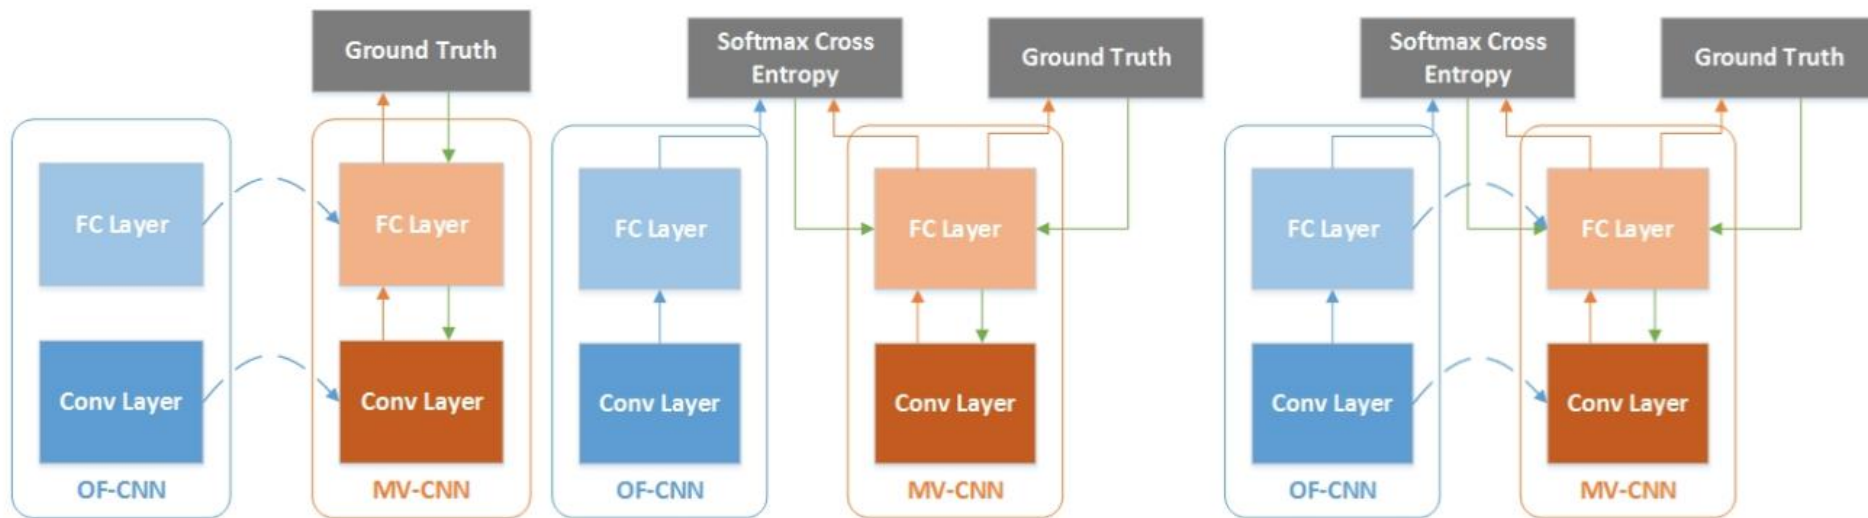 Ground Truth
FC Layer
FC Layer
Conv Layer
Conv Layer
OF-CNN
MV-CNN
Softmax Cross
Entropy
Ground Truth
FC Layer
FC Layer
Conv Layer
Conv Layer
OF-CNN
MV-CNN
Softmax Cross
Entropy
Ground Truth
FC Layer
FC Layer
Conv Layer
Conv Layer
OF-CNN
MV-CNN